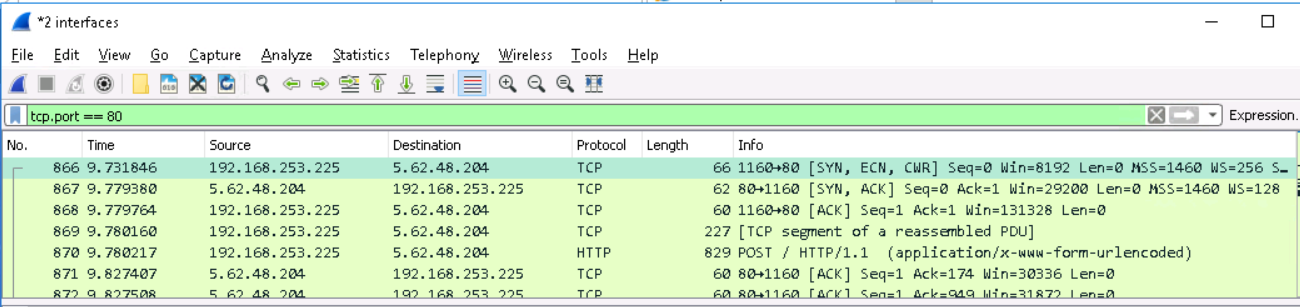 *2 interfaces
File Edit View Go Capture Analyze Statistics Telephony Wireless Tools Help
tcp.port == 80 Expression.
No. Time Source Destination Protocol Length Info
866 9.731846 192.168.253.225 5.62.48.204 TCP 66 1160→80 [SYN, ECN, CWR] Seq=0 Win=8192 Len=0 MSS=1460 WS=256 S…
867 9.779380 5.62.48.204 192.168.253.225 TCP 62 80→1160 [SYN, ACK] Seq=0 Ack=1 Win=29200 Len=0 MSS=1460 WS=128
868 9.779764 192.168.253.225 5.62.48.204 TCP 60 1160→80 [ACK] Seq=1 Ack=1 Win=131328 Len=0
869 9.780160 192.168.253.225 5.62.48.204 TCP 227 [TCP segment of a reassembled PDU]
870 9.780217 192.168.253.225 5.62.48.204 HTTP 829 POST / HTTP/1.1 (application/x-www-form-urlencoded)
871 9.827407 5.62.48.204 192.168.253.225 TCP 60 80→1160 [ACK] Seq=1 Ack=174 Win=30336 Len=0
872 9.827508 5.62.48.204 192.168.253.225 TCP 60 80→1160 [ACK] Seq=1 Ack=949 Win=31872 Len=0